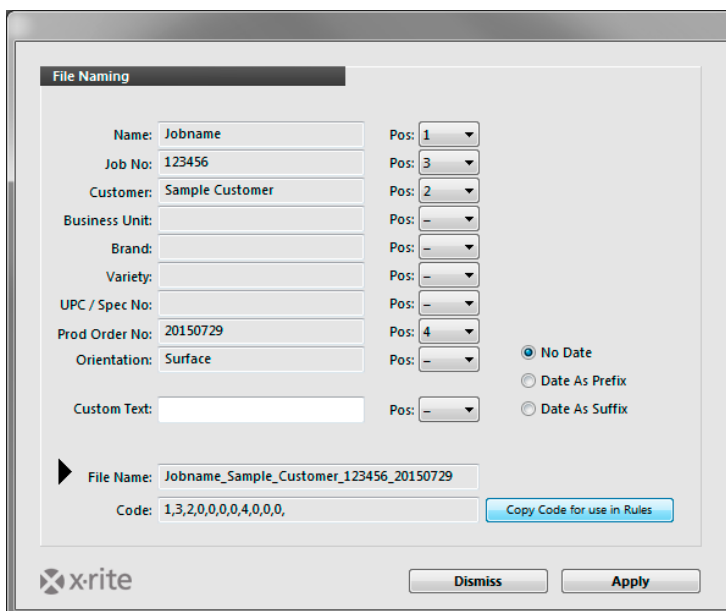 File Naming
Name: Jobname Pos: 1
Job No: 123456 Pos: 3
Customer: Sample Customer Pos: 2
Business Unit: Pos: –
Brand: Pos: –
Variety: Pos: –
UPC / Spec No: Pos: –
Prod Order No: 20150729 Pos: 4
Orientation: Surface Pos: –
No Date
Date As Prefix
Custom Text: Pos: –
Date As Suffix
File Name: Jobname_Sample_Customer_123456_20150729
Code: 1,3,2,0,0,0,0,4,0,0,0, Copy Code for use in Rules
x·rite Dismiss Apply